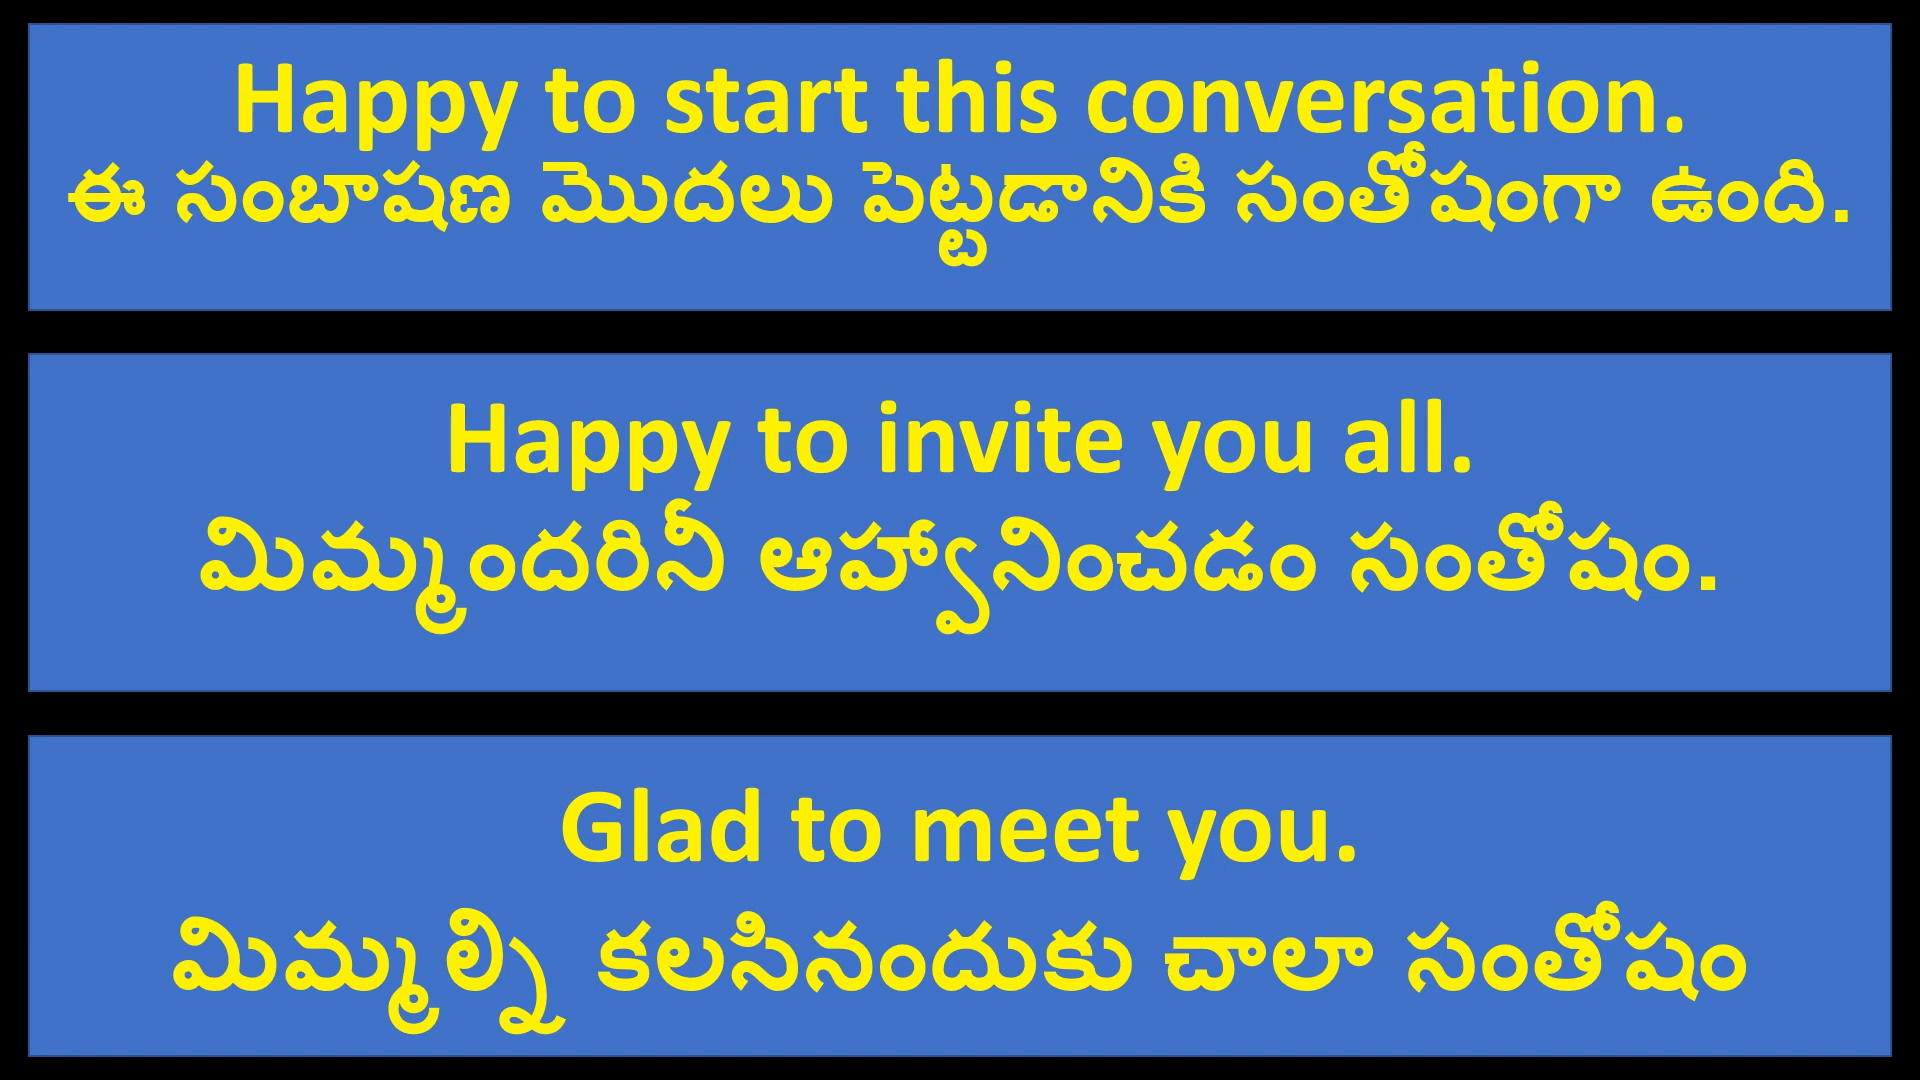 Happy to start this conversation.
ఈ సంబాషణ మొదలు పెట్టడానికి సంతోషంగా ఉంది.
Happy to invite you all.
మిమ్మందరినీ ఆహ్వానించడం సంతోషం.
Glad to meet you.
మిమ్మల్ని కలసినందుకు చాలా సంతోషం